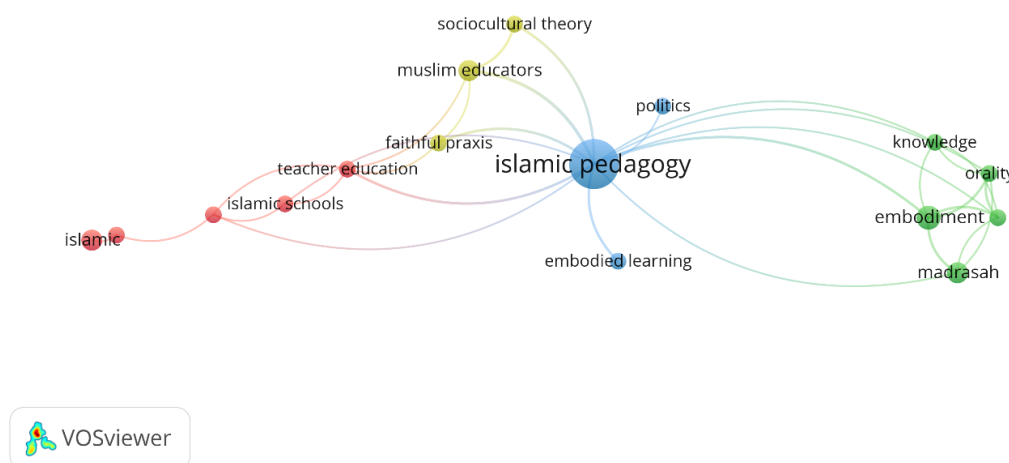 sociocultural theory
muslim educators
politics
faithful praxis
knowledge
teacher education
islamic pedagogy
orality
islamic schools
embodiment
islamic
embodied learning
madrasah
VOSviewer